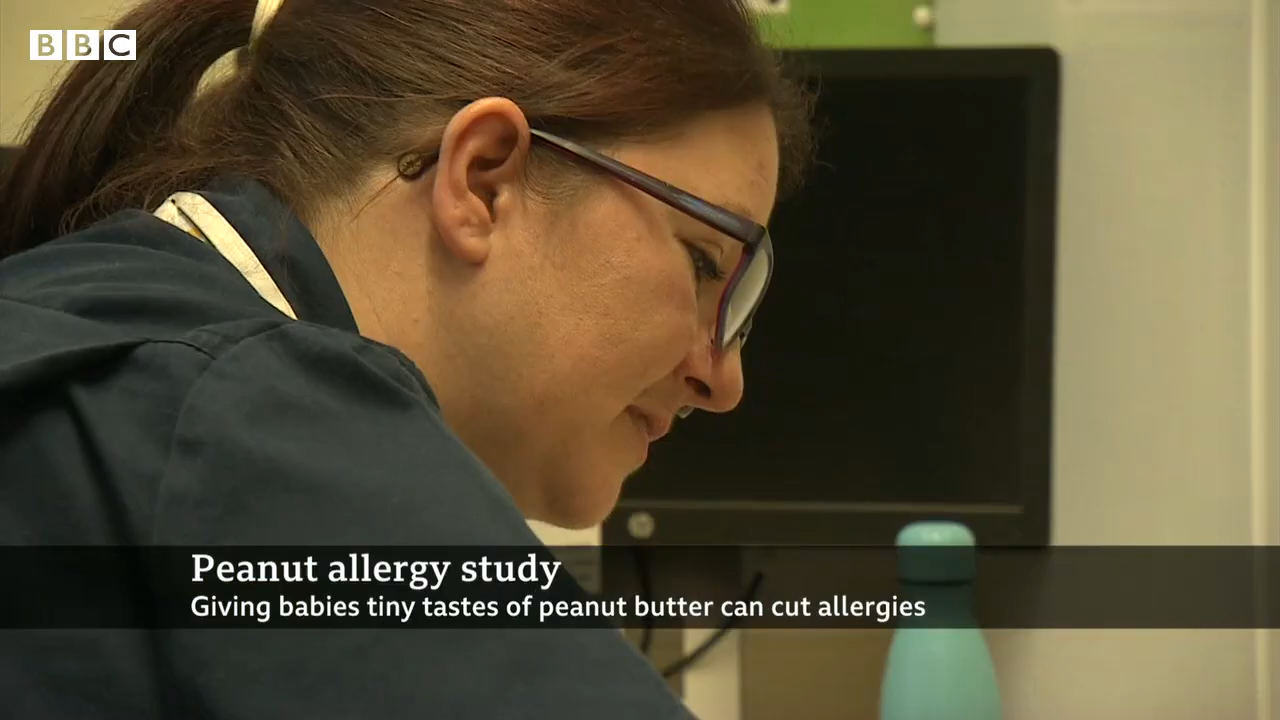 BBC
Peanut allergy study
Giving babies tiny tastes of peanut butter can cut allergies